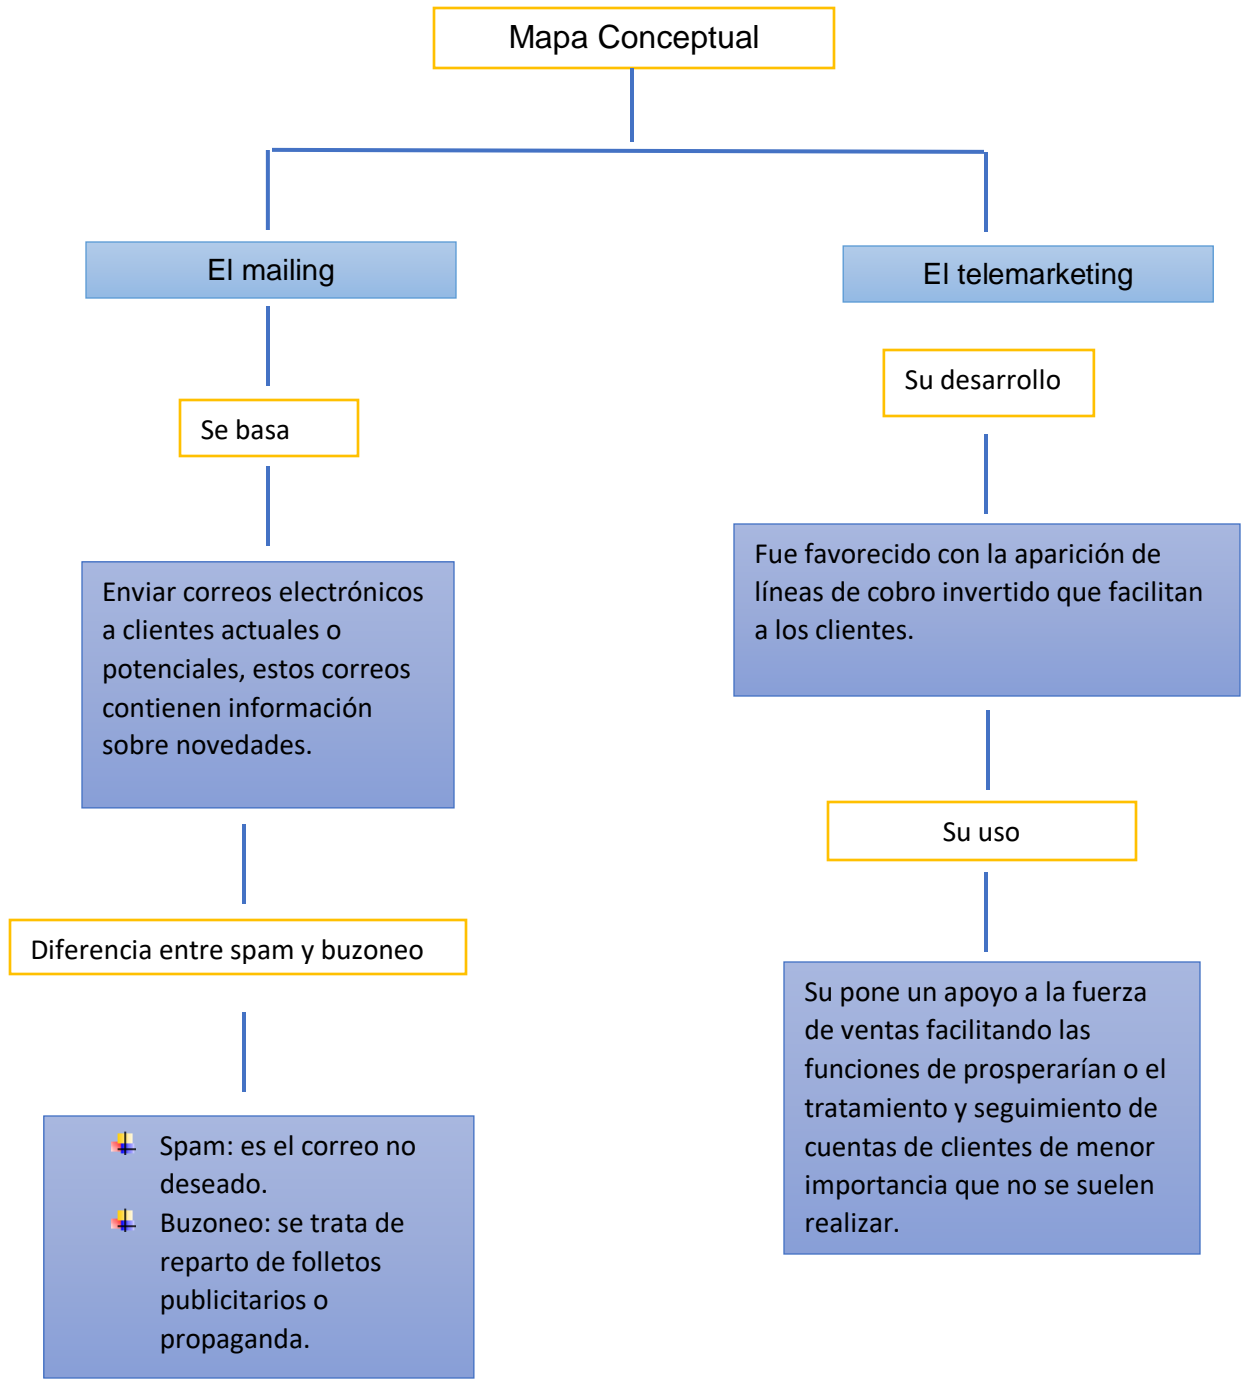 Mapa Conceptual
El mailing
Se basa
Enviar correos electrónicos
a clientes actuales o
potenciales, estos correos
contienen información
sobre novedades.
Diferencia entre spam y buzoneo
Spam: es el correo no
deseado.
Buzoneo: se trata de
reparto de folletos
publicitarios o
propaganda.
El telemarketing
Su desarrollo
Fue favorecido con la aparición de
líneas de cobro invertido que facilitan
a los clientes.
Su uso
Su pone un apoyo a la fuerza
de ventas facilitando las
funciones de prosperarían o el
tratamiento y seguimiento de
cuentas de clientes de menor
importancia que no se suelen
realizar.